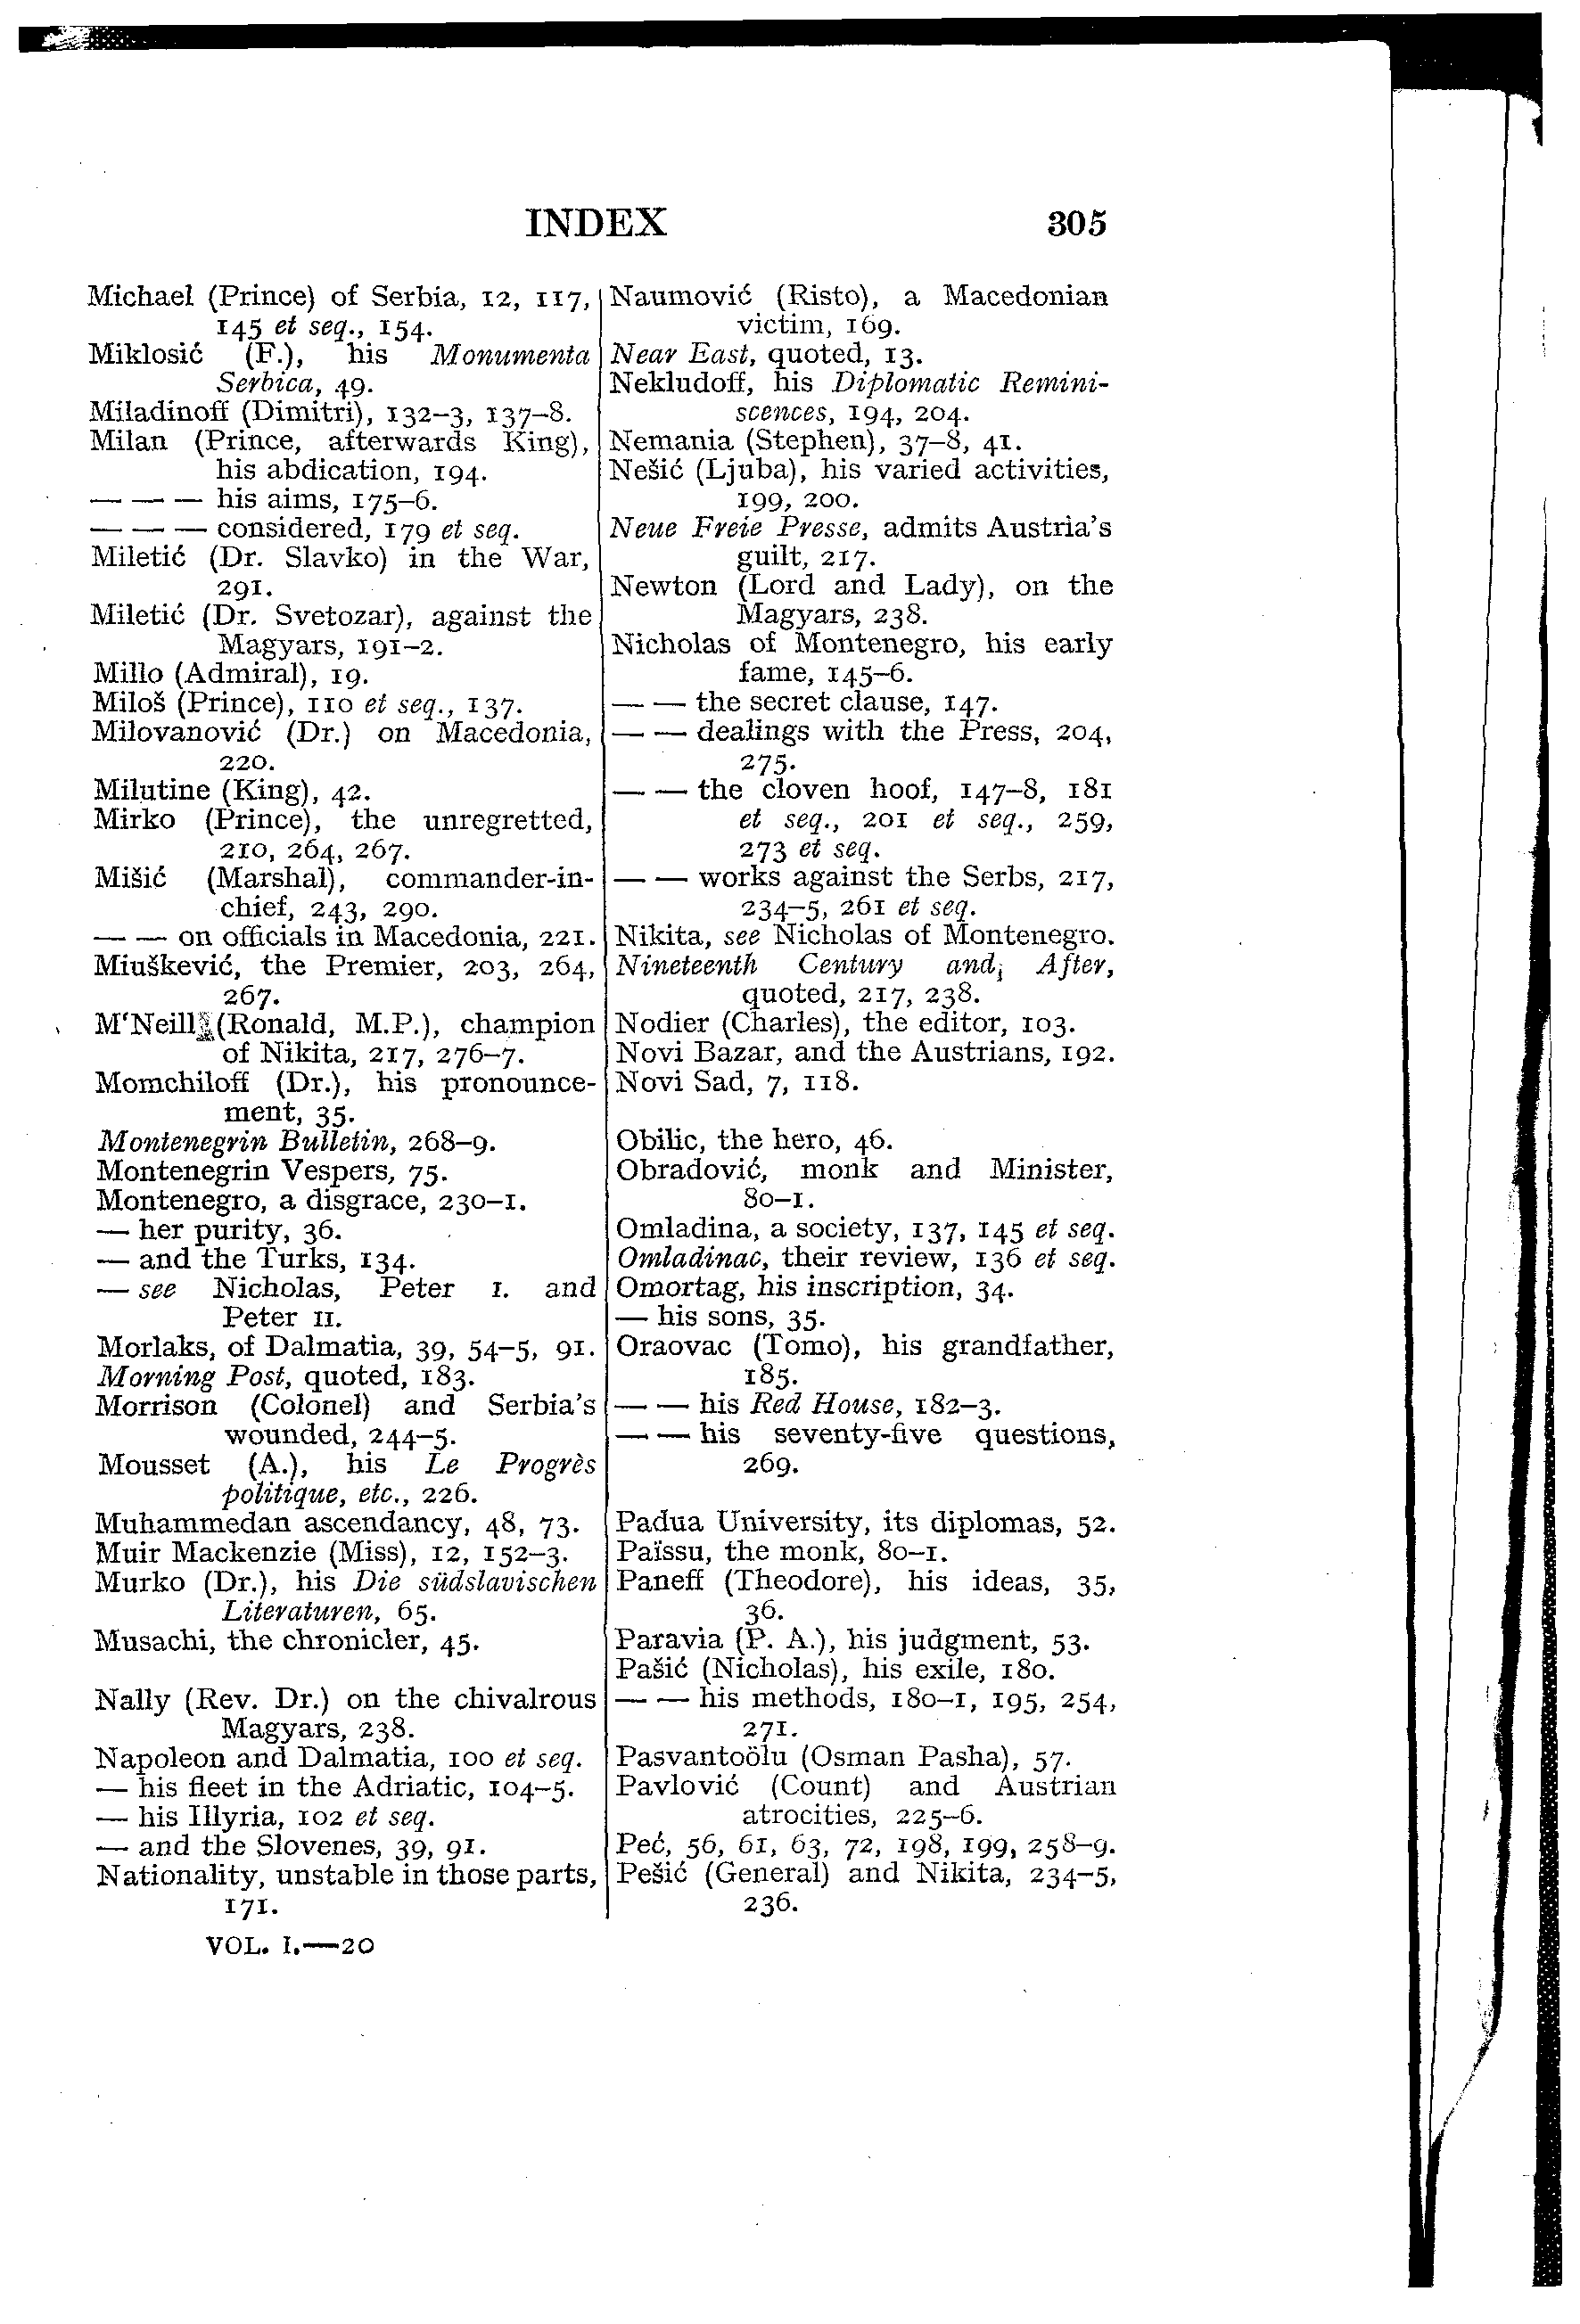 INDEX 305
Michael (Prince) of Serbia, 12, 117,
145 et seq., 154.
Miklosić (F.), his Monumenta
Serbica, 49.
Miladinoff (Dimitri), 132–3, 137–8.
Milan (Prince, afterwards King),
his abdication, 194.
— — — his aims, 175–6.
— — — considered, 179 et seq.
Miletić (Dr. Slavko) in the War,
291.
Miletić (Dr. Svetozar), against the
Magyars, 191–2.
Millo (Admiral), 19.
Miloš (Prince), 110 et seq., 137.
Milovanović (Dr.) on Macedonia,
220.
Milutine (King), 42.
Mirko (Prince), the unregretted,
210, 264, 267.
Mišić (Marshal), commander-in-
chief, 243, 290.
— — on officials in Macedonia, 221.
Miuškević, the Premier, 203, 264,
267.
M‘Neill (Ronald, M.P.), champion
of Nikita, 217, 276–7.
Momchiloff (Dr.), his pronounce-
ment, 35.
Montenegrin Bulletin, 268–9.
Montenegrin Vespers, 75.
Montenegro, a disgrace, 230–1.
— her purity, 36.
— and the Turks, 134.
— see Nicholas, Peter I. and
Peter II.
Morlaks, of Dalmatia, 39, 54–5, 91.
Morning Post, quoted, 183.
Morrison (Colonel) and Serbia's
wounded, 244–5.
Mousset (A.), his Le Progrès
politique, etc., 226.
Muhammedan ascendancy, 48, 73.
Muir Mackenzie (Miss), 12, 152–3.
Murko (Dr.), his Die südslavischen
Literaturen, 65.
Musachi, the chronicler, 45.
Nally (Rev. Dr.) on the chivalrous
Magyars, 238.
Napoleon and Dalmatia, 100 et seq.
— his fleet in the Adriatic, 104–5.
— his Illyria, 102 et seq.
— and the Slovenes, 39, 91.
Nationality, unstable in those parts,
171.
Naumović (Risto), a Macedonian
victim, 169.
Near East, quoted, 13.
Nekludoff, his Diplomatic Remini-
scences, 194, 204.
Nemania (Stephen), 37–8, 41.
Nešić (Ljuba), his varied activities,
199, 200.
Neue Freie Presse, admits Austria's
guilt, 217.
Newton (Lord and Lady), on the
Magyars, 238.
Nicholas of Montenegro, his early
fame, 145–6.
— — the secret clause, 147.
— — dealings with the Press, 204,
275.
— — the cloven hoof, 147–8, 181
et seq., 201 et seq., 259,
273 et seq.
— — works against the Serbs, 217,
234–5, 261 et seq.
Nikita, see Nicholas of Montenegro.
Nineteenth Century and After,
quoted, 217, 238.
Nodier (Charles), the editor, 103.
Novi Bazar, and the Austrians, 192.
Novi Sad, 7, 118.
Obilic, the hero, 46.
Obradović, monk and Minister,
80–1.
Omladina, a society, 137, 145 et seq.
Omladinac, their review, 136 et seq.
Omortag, his inscription, 34.
— his sons, 35.
Oraovac (Tomo), his grandfather,
185.
— — his Red House, 182–3.
— — his seventy-five questions,
269.
Padua University, its diplomas, 52.
Païssu, the monk, 80–1.
Paneff (Theodore), his ideas, 35,
36.
Paravia (P. A.), his judgment, 53.
Pašić (Nicholas), his exile, 180.
— — his methods, 180–1, 195, 254,
271.
Pasvantoölu (Osman Pasha), 57.
Pavlović (Count) and Austrian
atrocities, 225–6.
Peć, 56, 61, 63, 72, 198, 199, 258–9.
Pešić (General) and Nikita, 234–5,
236.
VOL. I.—20